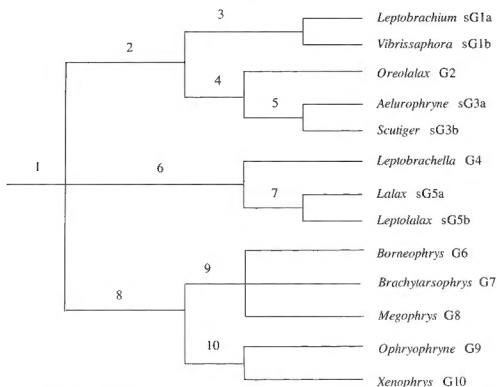 3
Leptobrachium sG1a
2
Vibrissaphora sG1b
4
Oreolalax G2
5
Aelurophryne sG3a
Scutiger sG3b
1
6
Leptobrachella G4
7
Lalax sG5a
Leptolalax sG5b
9
Borneophrys G6
8
Brachytarsophrys G7
Megophrys G8
10
Ophryophryne G9
Xenophrys G10